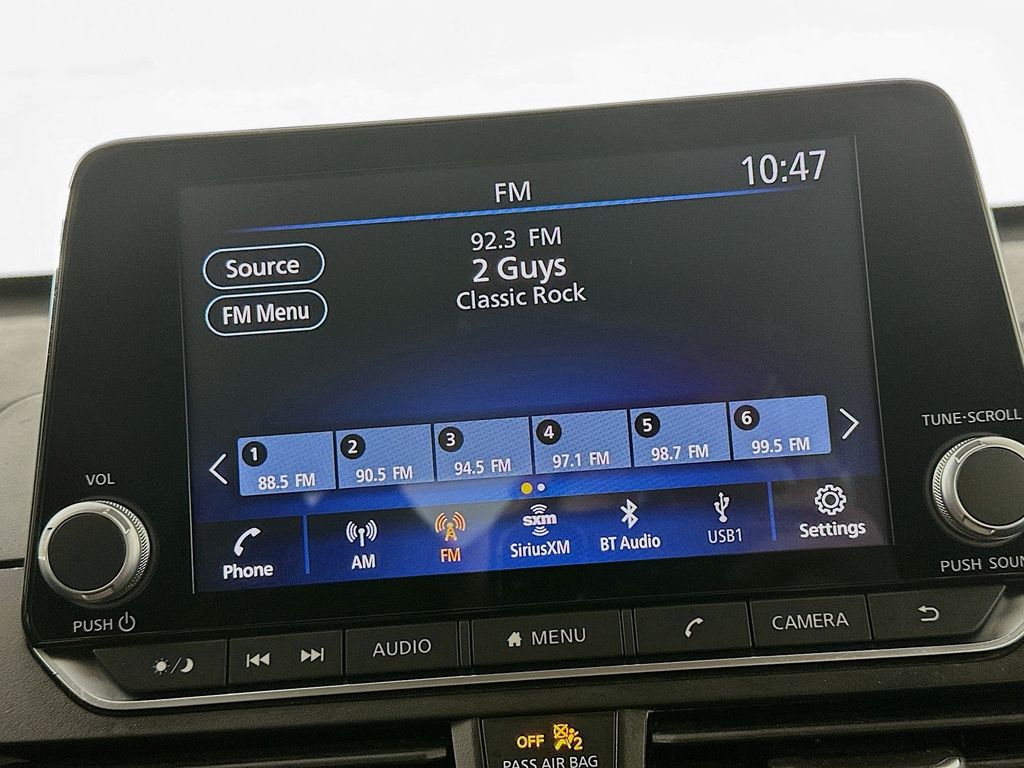 10:47
FM
92.3 FM
2 Guys
Classic Rock
Source
FM Menu
1 2 3 4 5 6
88.5 FM 90.5 FM 94.5 FM 97.1 FM 98.7 FM 99.5 FM
Phone AM FM sxm SiriusXM BT Audio USB1 Settings
VOL
PUSH
TUNE·SCROLL
PUSH SOUN
AUDIO MENU CAMERA
OFF 2
PASS AIR BAG